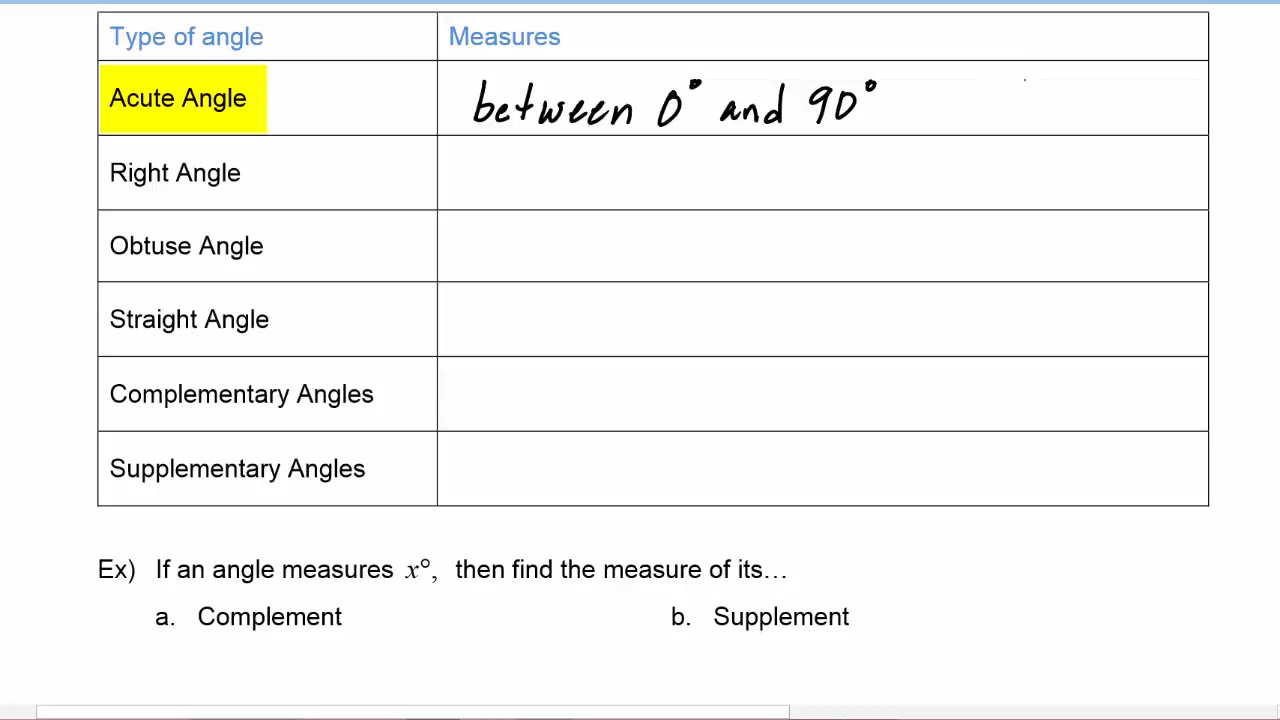 Type of angle Measures
Acute Angle between 0° and 90°
Right Angle
Obtuse Angle
Straight Angle
Complementary Angles
Supplementary Angles
Ex) If an angle measures x°, then find the measure of its…
a. Complement b. Supplement